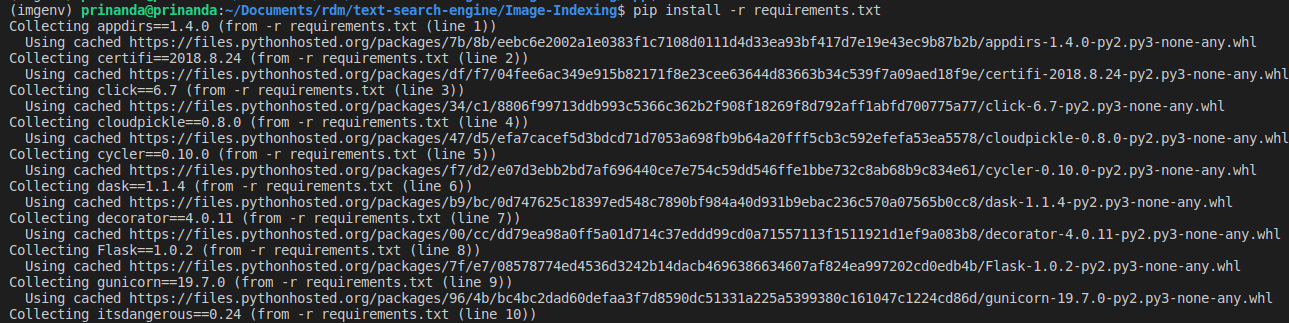 (imgenv) prinanda@prinanda:~/Documents/rdm/text-search-engine/Image-Indexing$ pip install -r requirements.txt
Collecting appdirs==1.4.0 (from -r requirements.txt (line 1))
  Using cached https://files.pythonhosted.org/packages/7b/8b/eebc6e2002a1e0383f1c7108d0111d4d33ea93bf417d7e19e43ec9b87b2b/appdirs-1.4.0-py2.py3-none-any.whl
Collecting certifi==2018.8.24 (from -r requirements.txt (line 2))
  Using cached https://files.pythonhosted.org/packages/df/f7/04fee6ac349e915b82171f8e23cee63644d83663b34c539f7a09aed18f9e/certifi-2018.8.24-py2.py3-none-any.whl
Collecting click==6.7 (from -r requirements.txt (line 3))
  Using cached https://files.pythonhosted.org/packages/34/c1/8806f99713ddb993c5366c362b2f908f18269f8d792aff1abfd700775a77/click-6.7-py2.py3-none-any.whl
Collecting cloudpickle==0.8.0 (from -r requirements.txt (line 4))
  Using cached https://files.pythonhosted.org/packages/47/d5/efa7cacef5d3bdcd71d7053a698fb9b64a20fff5cb3c592efefa53ea5578/cloudpickle-0.8.0-py2.py3-none-any.whl
Collecting cycler==0.10.0 (from -r requirements.txt (line 5))
  Using cached https://files.pythonhosted.org/packages/f7/d2/e07d3ebb2bd7af696440ce7e754c59dd546ffe1bbe732c8ab68b9c834e61/cycler-0.10.0-py2.py3-none-any.whl
Collecting dask==1.1.4 (from -r requirements.txt (line 6))
  Using cached https://files.pythonhosted.org/packages/b9/bc/0d747625c18397ed548c7890bf984a40d931b9ebac236c570a07565b0cc8/dask-1.1.4-py2.py3-none-any.whl
Collecting decorator==4.0.11 (from -r requirements.txt (line 7))
  Using cached https://files.pythonhosted.org/packages/00/cc/dd79ea98a0ff5a01d714c37eddd99cd0a71557113f1511921d1ef9a083b8/decorator-4.0.11-py2.py3-none-any.whl
Collecting Flask==1.0.2 (from -r requirements.txt (line 8))
  Using cached https://files.pythonhosted.org/packages/7f/e7/08578774ed4536d3242b14dacb4696386634607af824ea997202cd0edb4b/Flask-1.0.2-py2.py3-none-any.whl
Collecting gunicorn==19.7.0 (from -r requirements.txt (line 9))
  Using cached https://files.pythonhosted.org/packages/96/4b/bc4bc2dad60defaa3f7d8590dc51331a225a5399380c161047c1224cd86d/gunicorn-19.7.0-py2.py3-none-any.whl
Collecting itsdangerous==0.24 (from -r requirements.txt (line 10))